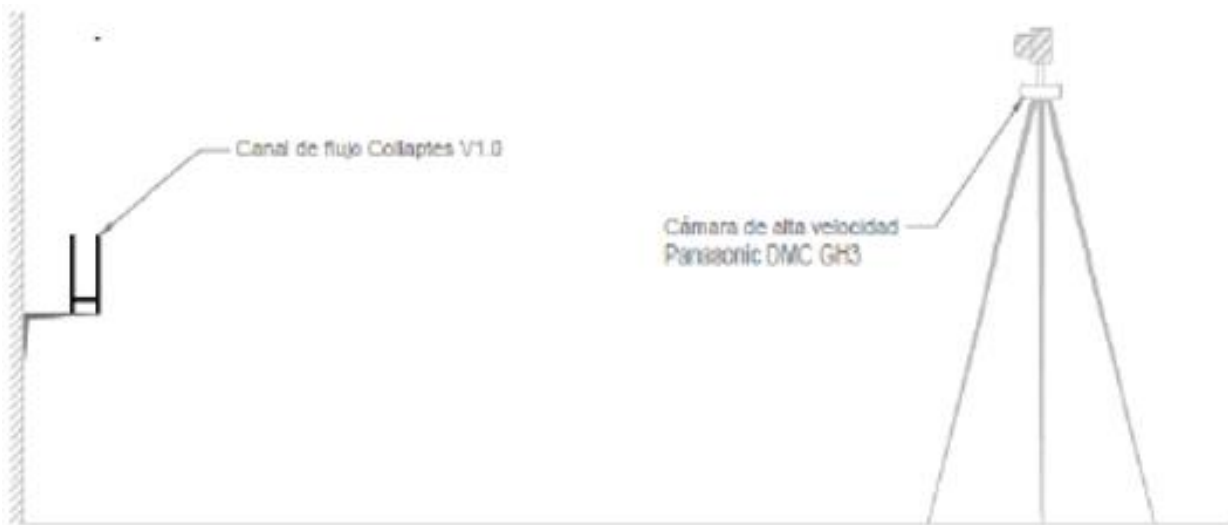 Canal de flujo Collaptes V1.0
Cámara de alta velocidad
Panasonic DMC GH3